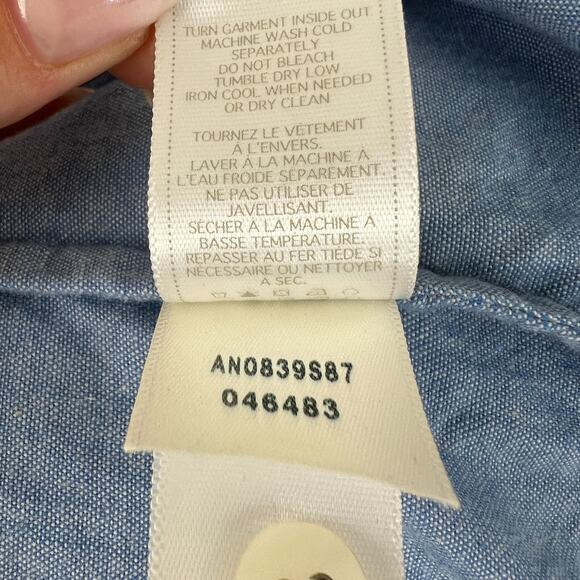 TURN GARMENT INSIDE OUT
MACHINE WASH COLD
SEPARATELY
DO NOT BLEACH
TUMBLE DRY LOW
IRON COOL WHEN NEEDED
OR DRY CLEAN
TOURNEZ LE VÊTEMENT
À L'ENVERS.
LAVER À LA MACHINE À
L'EAU FROIDE SÉPAREMENT.
NE PAS UTILISER DE
JAVELLISANT.
SÉCHER À LA MACHINE À
BASSE TEMPÉRATURE.
REPASSER AU FER TIÈDE SI
NÉCESSAIRE OU NETTOYER
À SEC.
AN0839S87
046483